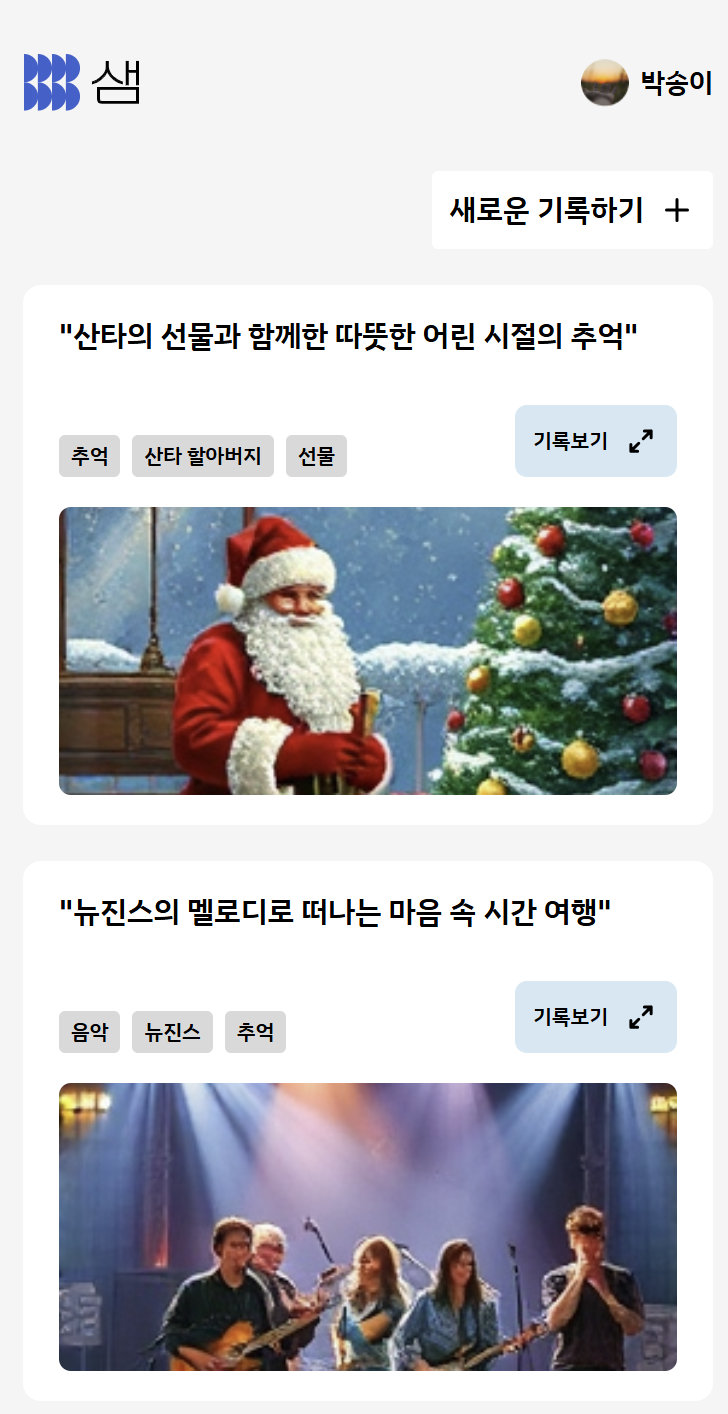 샘
박송이
새로운 기록하기
"산타의 선물과 함께한 따뜻한 어린 시절의 추억"
추억 산타 할아버지 선물 기록보기
"뉴진스의 멜로디로 떠나는 마음 속 시간 여행"
음악 뉴진스 추억 기록보기